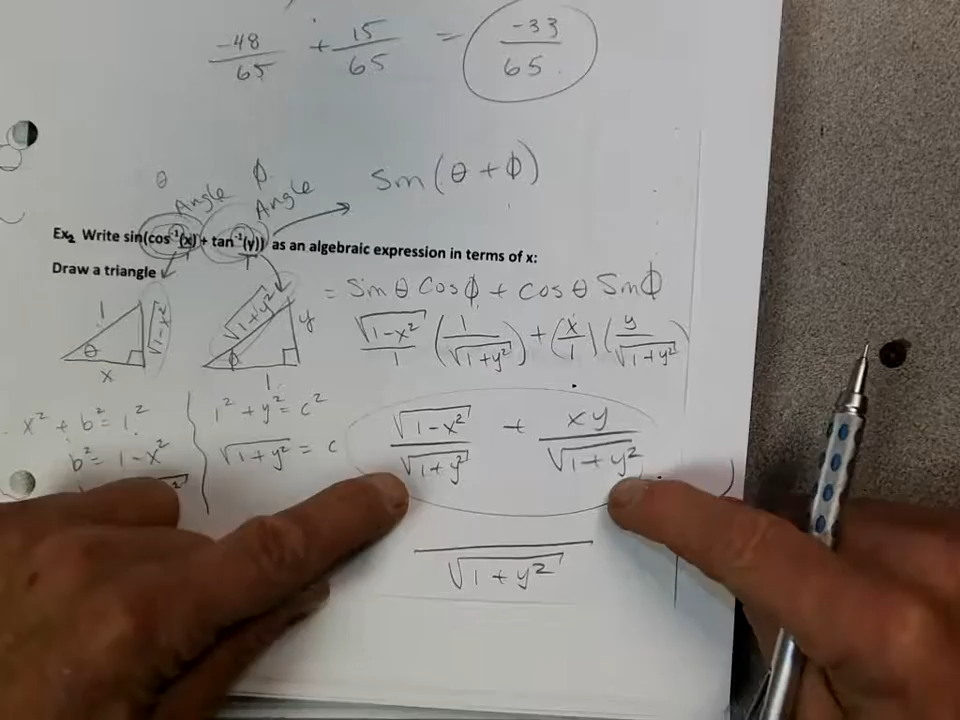 -48/65 + 15/65 = -33/65
θ Angle φ Angle sin(θ + φ)
Ex2 Write sin(cos⁻¹(x) + tan⁻¹(y)) as an algebraic expression in terms of x:
Draw a triangle
= sin θ cos φ + cos θ sin φ
1 √1-x² θ x
√1+y² y φ 1
√1-x²/1 (1/√1+y²) + (x/1)(y/√1+y²)
x² + b² = 1²
b² = 1-x²
1² + y² = c²
√1+y² = c
√1-x²/√1+y² + xy/√1+y²
√1+y²